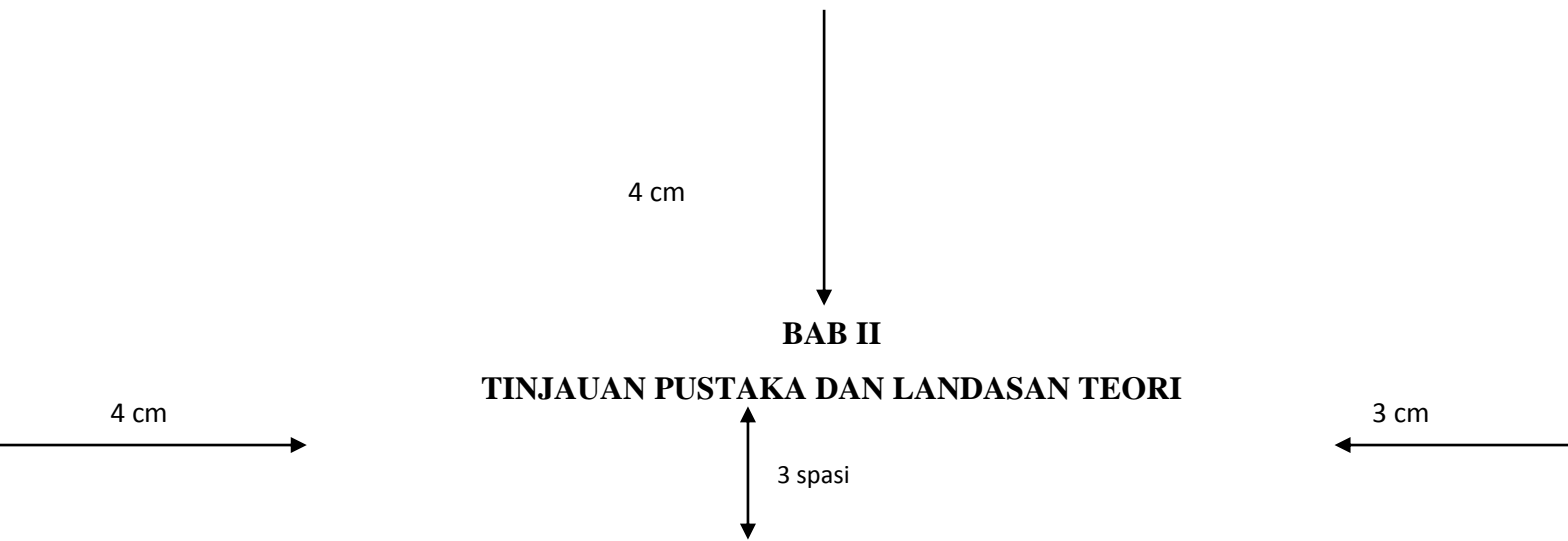 4 cm
BAB II
TINJAUAN PUSTAKA DAN LANDASAN TEORI
4 cm
3 cm
3 spasi